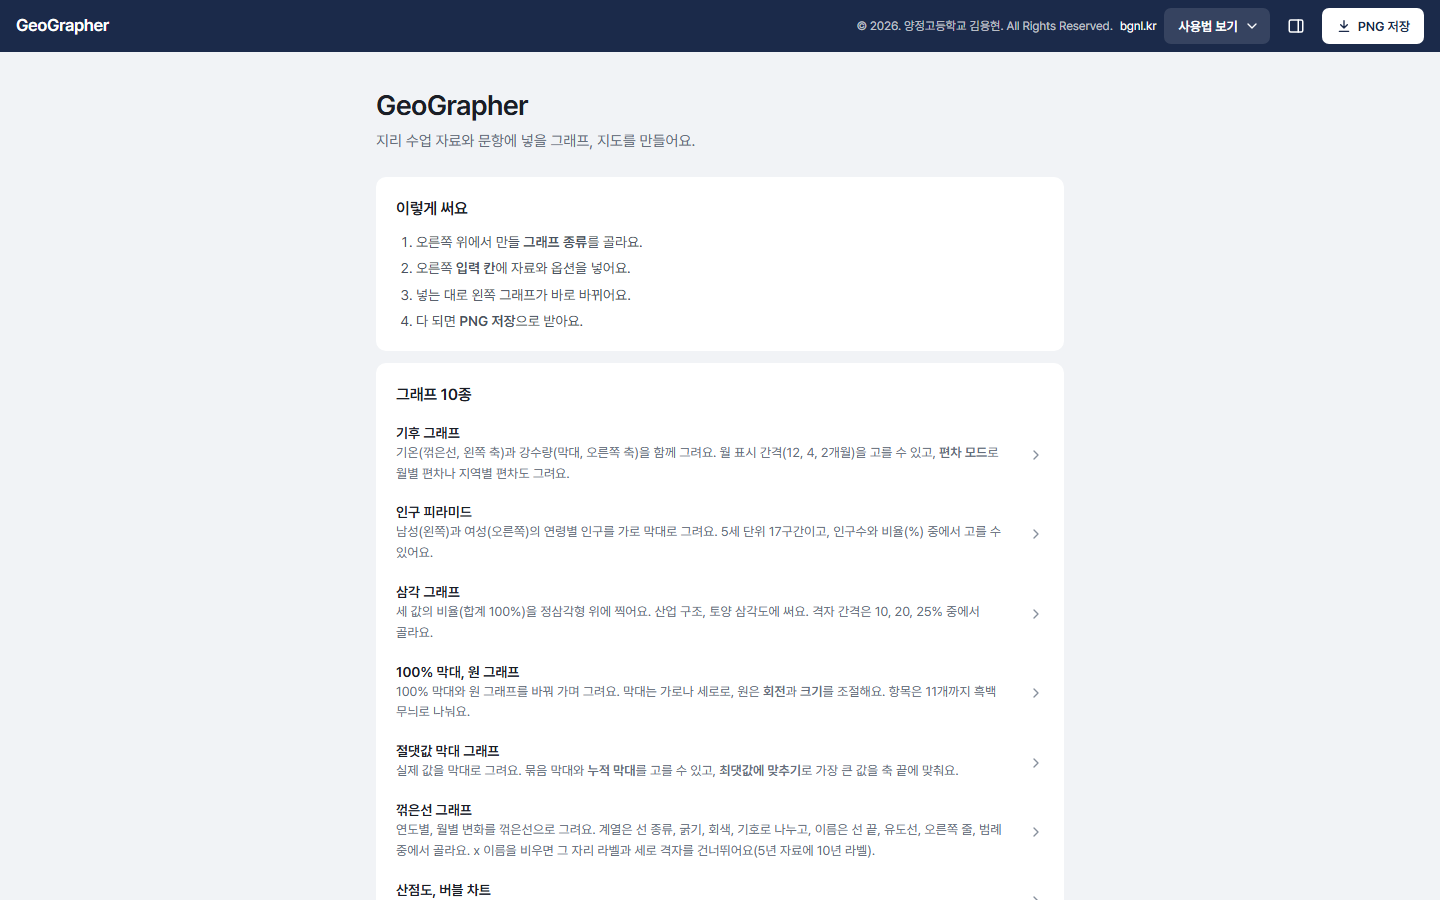 GeoGrapher
© 2026. 양정고등학교 김용현. All Rights Reserved. bgnl.kr
사용법 보기
PNG 저장
GeoGrapher
지리 수업 자료와 문항에 넣을 그래프, 지도를 만들어요.
이렇게 써요
1. 오른쪽 위에서 만들 그래프 종류를 골라요.
2. 오른쪽 입력 칸에 자료와 옵션을 넣어요.
3. 넣는 대로 왼쪽 그래프가 바로 바뀌어요.
4. 다 되면 PNG 저장으로 받아요.
그래프 10종
기후 그래프
기온(꺾은선, 왼쪽 축)과 강수량(막대, 오른쪽 축)을 함께 그려요. 월 표시 간격(12, 4, 2개월)을 고를 수 있고, 편차 모드로
월별 편차나 지역별 편차도 그려요.
인구 피라미드
남성(왼쪽)과 여성(오른쪽)의 연령별 인구를 가로 막대로 그려요. 5세 단위 17구간이고, 인구수와 비율(%) 중에서 고를 수
있어요.
삼각 그래프
세 값의 비율(합계 100%)을 정삼각형 위에 찍어요. 산업 구조, 토양 삼각도에 써요. 격자 간격은 10, 20, 25% 중에서
골라요.
100% 막대, 원 그래프
100% 막대와 원 그래프를 바꿔 가며 그려요. 막대는 가로나 세로로, 원은 회전과 크기를 조절해요. 항목은 11개까지 흑백
무늬로 나눠요.
절댓값 막대 그래프
실제 값을 막대로 그려요. 묶음 막대와 누적 막대를 고를 수 있고, 최댓값에 맞추기로 가장 큰 값을 축 끝에 맞춰요.
꺾은선 그래프
연도별, 월별 변화를 꺾은선으로 그려요. 계열은 선 종류, 굵기, 회색, 기호로 나누고, 이름은 선 끝, 유도선, 오른쪽 줄, 범례
중에서 골라요. x 이름을 비우면 그 자리 라벨과 세로 격자를 건너뛰어요(5년 자료에 10년 라벨).
산점도, 버블 차트